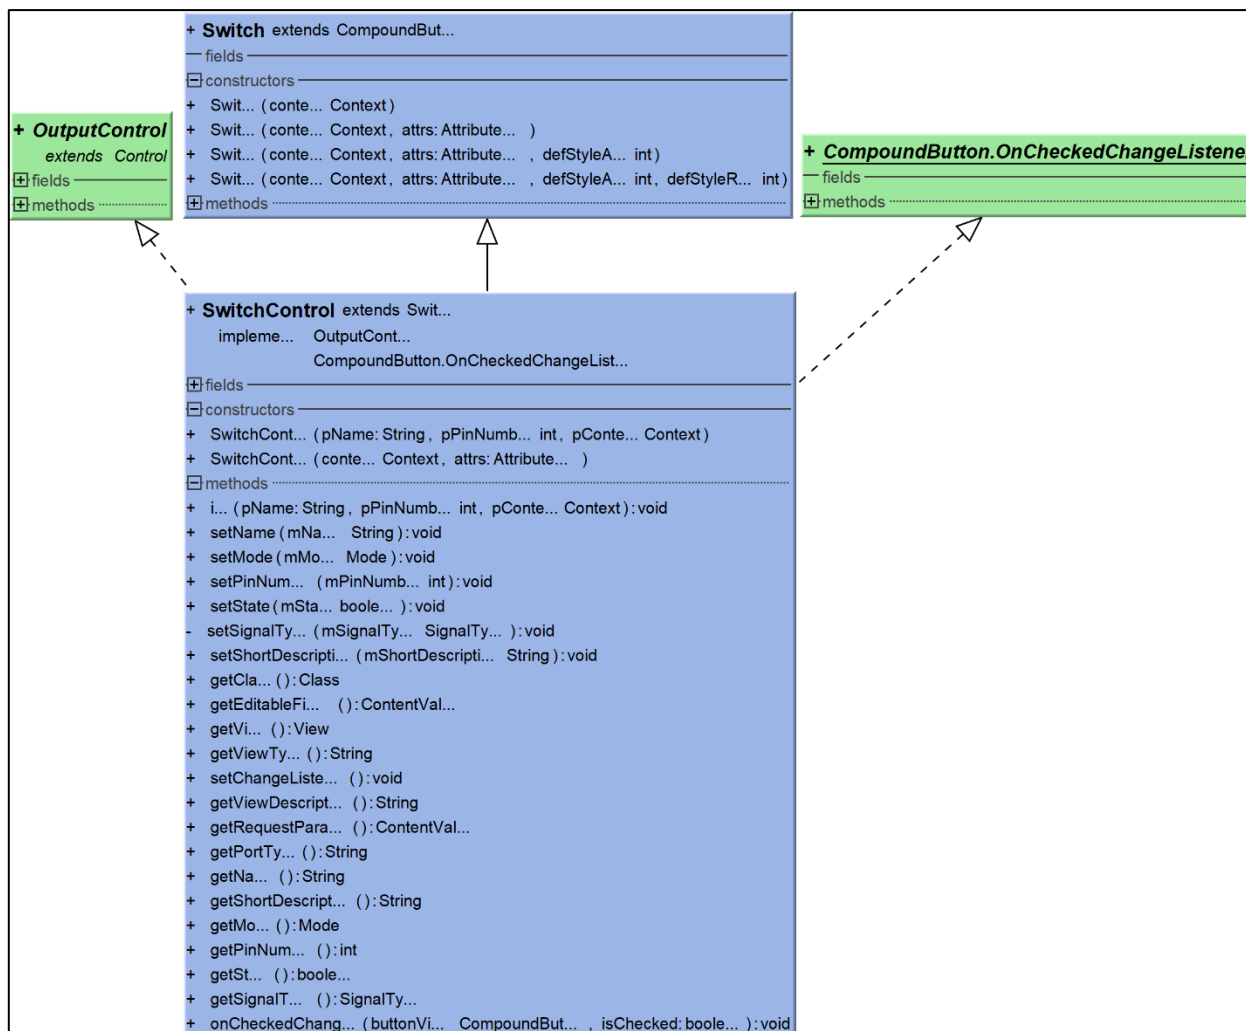 + Switch extends CompoundBut...
fields
constructors
+ Swit... (conte... Context)
+ Swit... (conte... Context, attrs: Attribute... )
+ Swit... (conte... Context, attrs: Attribute... , defStyleA... int)
+ Swit... (conte... Context, attrs: Attribute... , defStyleA... int, defStyleR... int)
methods
+ OutputControl
extends Control
fields
methods
+ CompoundButton.OnCheckedChangeListene
fields
methods
+ SwitchControl extends Swit...
impleme... OutputCont...
CompoundButton.OnCheckedChangeList...
fields
constructors
+ SwitchCont... (pName: String, pPinNumb... int, pConte... Context)
+ SwitchCont... (conte... Context, attrs: Attribute... )
methods
+ i... (pName: String, pPinNumb... int, pConte... Context): void
+ setName (mNa... String): void
+ setMode (mMo... Mode): void
+ setPinNum... (mPinNumb... int): void
+ setState (mSta... boole... ): void
- setSignalTy... (mSignalTy... SignalTy... ): void
+ setShortDescripti... (mShortDescripti... String): void
+ getCla... (): Class
+ getEditableFi... (): ContentVal...
+ getVi... (): View
+ getViewTy... (): String
+ setChangeListe... (): void
+ getViewDescript... (): String
+ getRequestPara... (): ContentVal...
+ getPortTy... (): String
+ getNa... (): String
+ getShortDescript... (): String
+ getMo... (): Mode
+ getPinNum... (): int
+ getSt... (): boole...
+ getSignalT... (): SignalTy...
+ onCheckedChang... (buttonVi... CompoundBut... , isChecked: boole... ): void